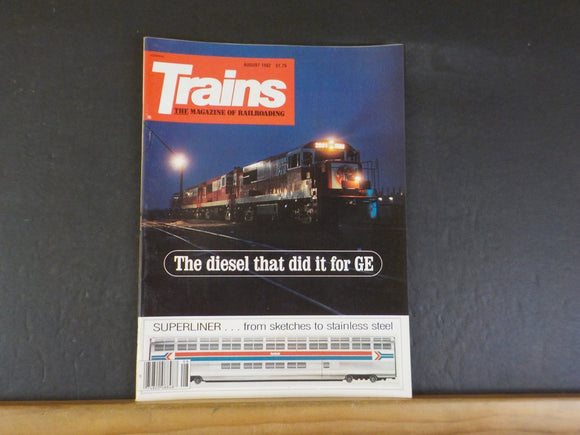 Trains
AUGUST 1982 $1.75
THE MAGAZINE OF RAILROADING
The diesel that did it for GE
SUPERLINER . . . from sketches to stainless steel